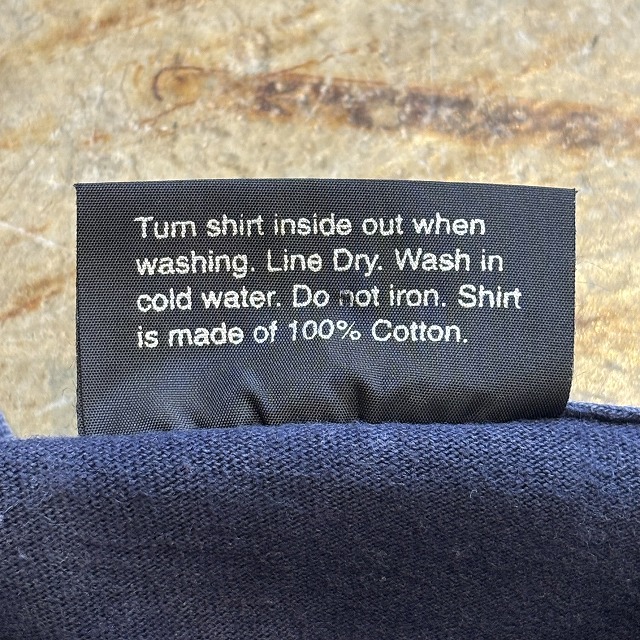 Turn shirt inside out when
washing. Line Dry. Wash in
cold water. Do not iron. Shirt
is made of 100% Cotton.